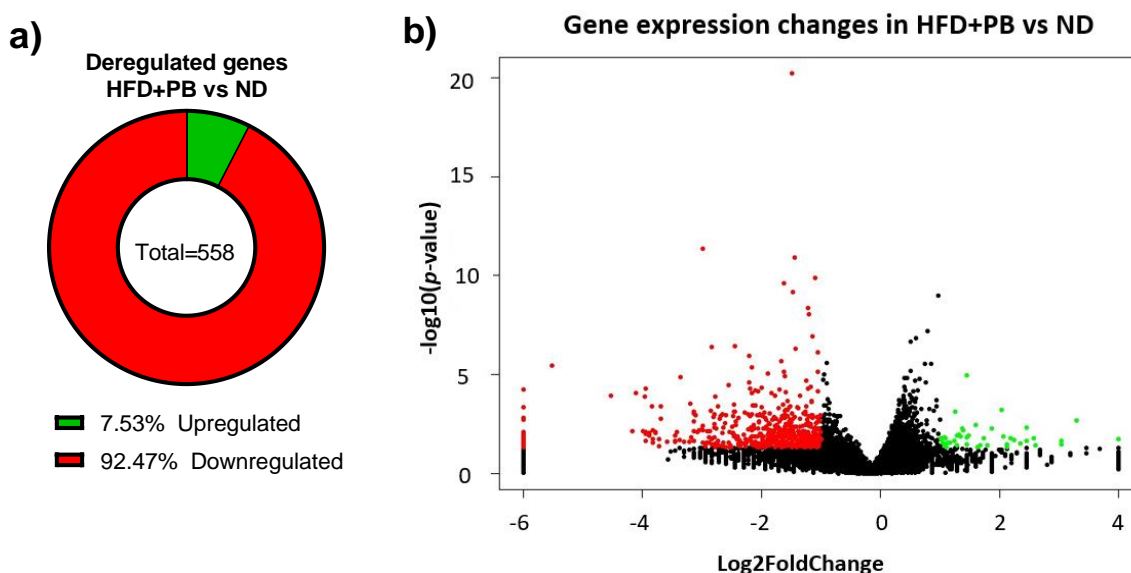 a)
Deregulated genes
HFD+PB vs ND
Total=558
7.53% Upregulated
92.47% Downregulated
b)
Gene expression changes in HFD+PB vs ND
-log10(p-value)
20
15
10
5
0
-6
-4
-2
0
2
4
Log2FoldChange